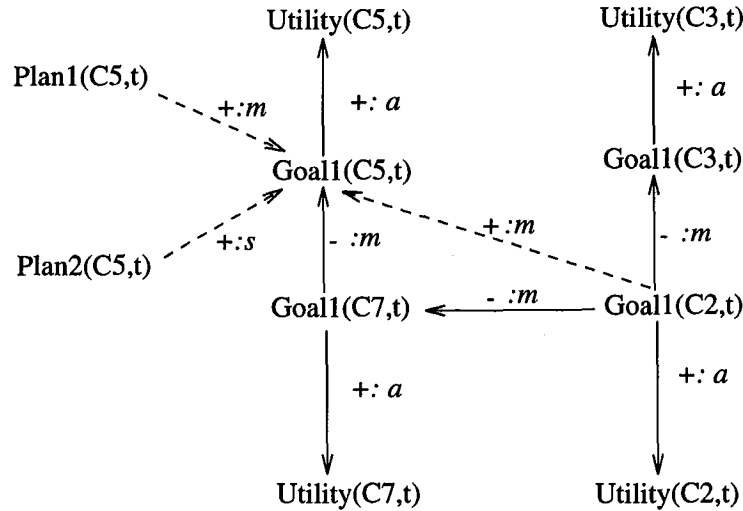 Utility(C5,t)
Utility(C3,t)
Plan1(C5,t)
+:m
+: a
+: a
Goal1(C5,t)
Goal1(C3,t)
Plan2(C5,t)
+:s
- :m
+:m
- :m
Goal1(C7,t)
- :m
Goal1(C2,t)
+: a
+: a
Utility(C7,t)
Utility(C2,t)